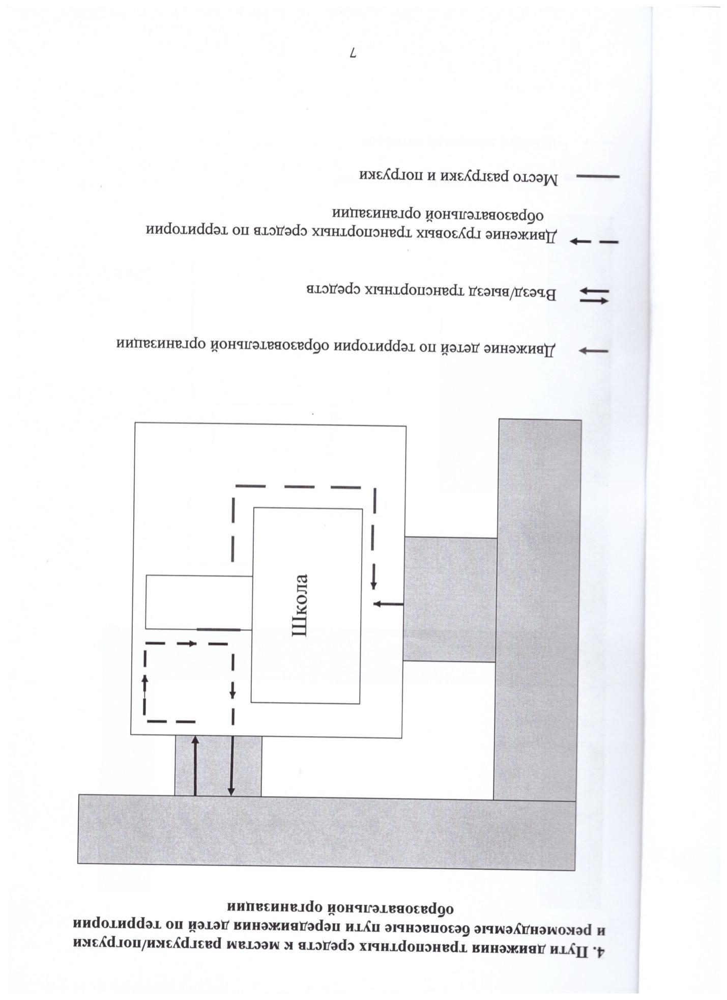 4. Пути движения транспортных средств к местам разгрузки/погрузки
и рекомендуемые безопасные пути передвижения детей по территории
образовательной организации
Школа
Движение детей по территории образовательной организации
Въезд/выезд транспортных средств
Движение грузовых транспортных средств по территории
образовательной организации
Место разгрузки и погрузки
7